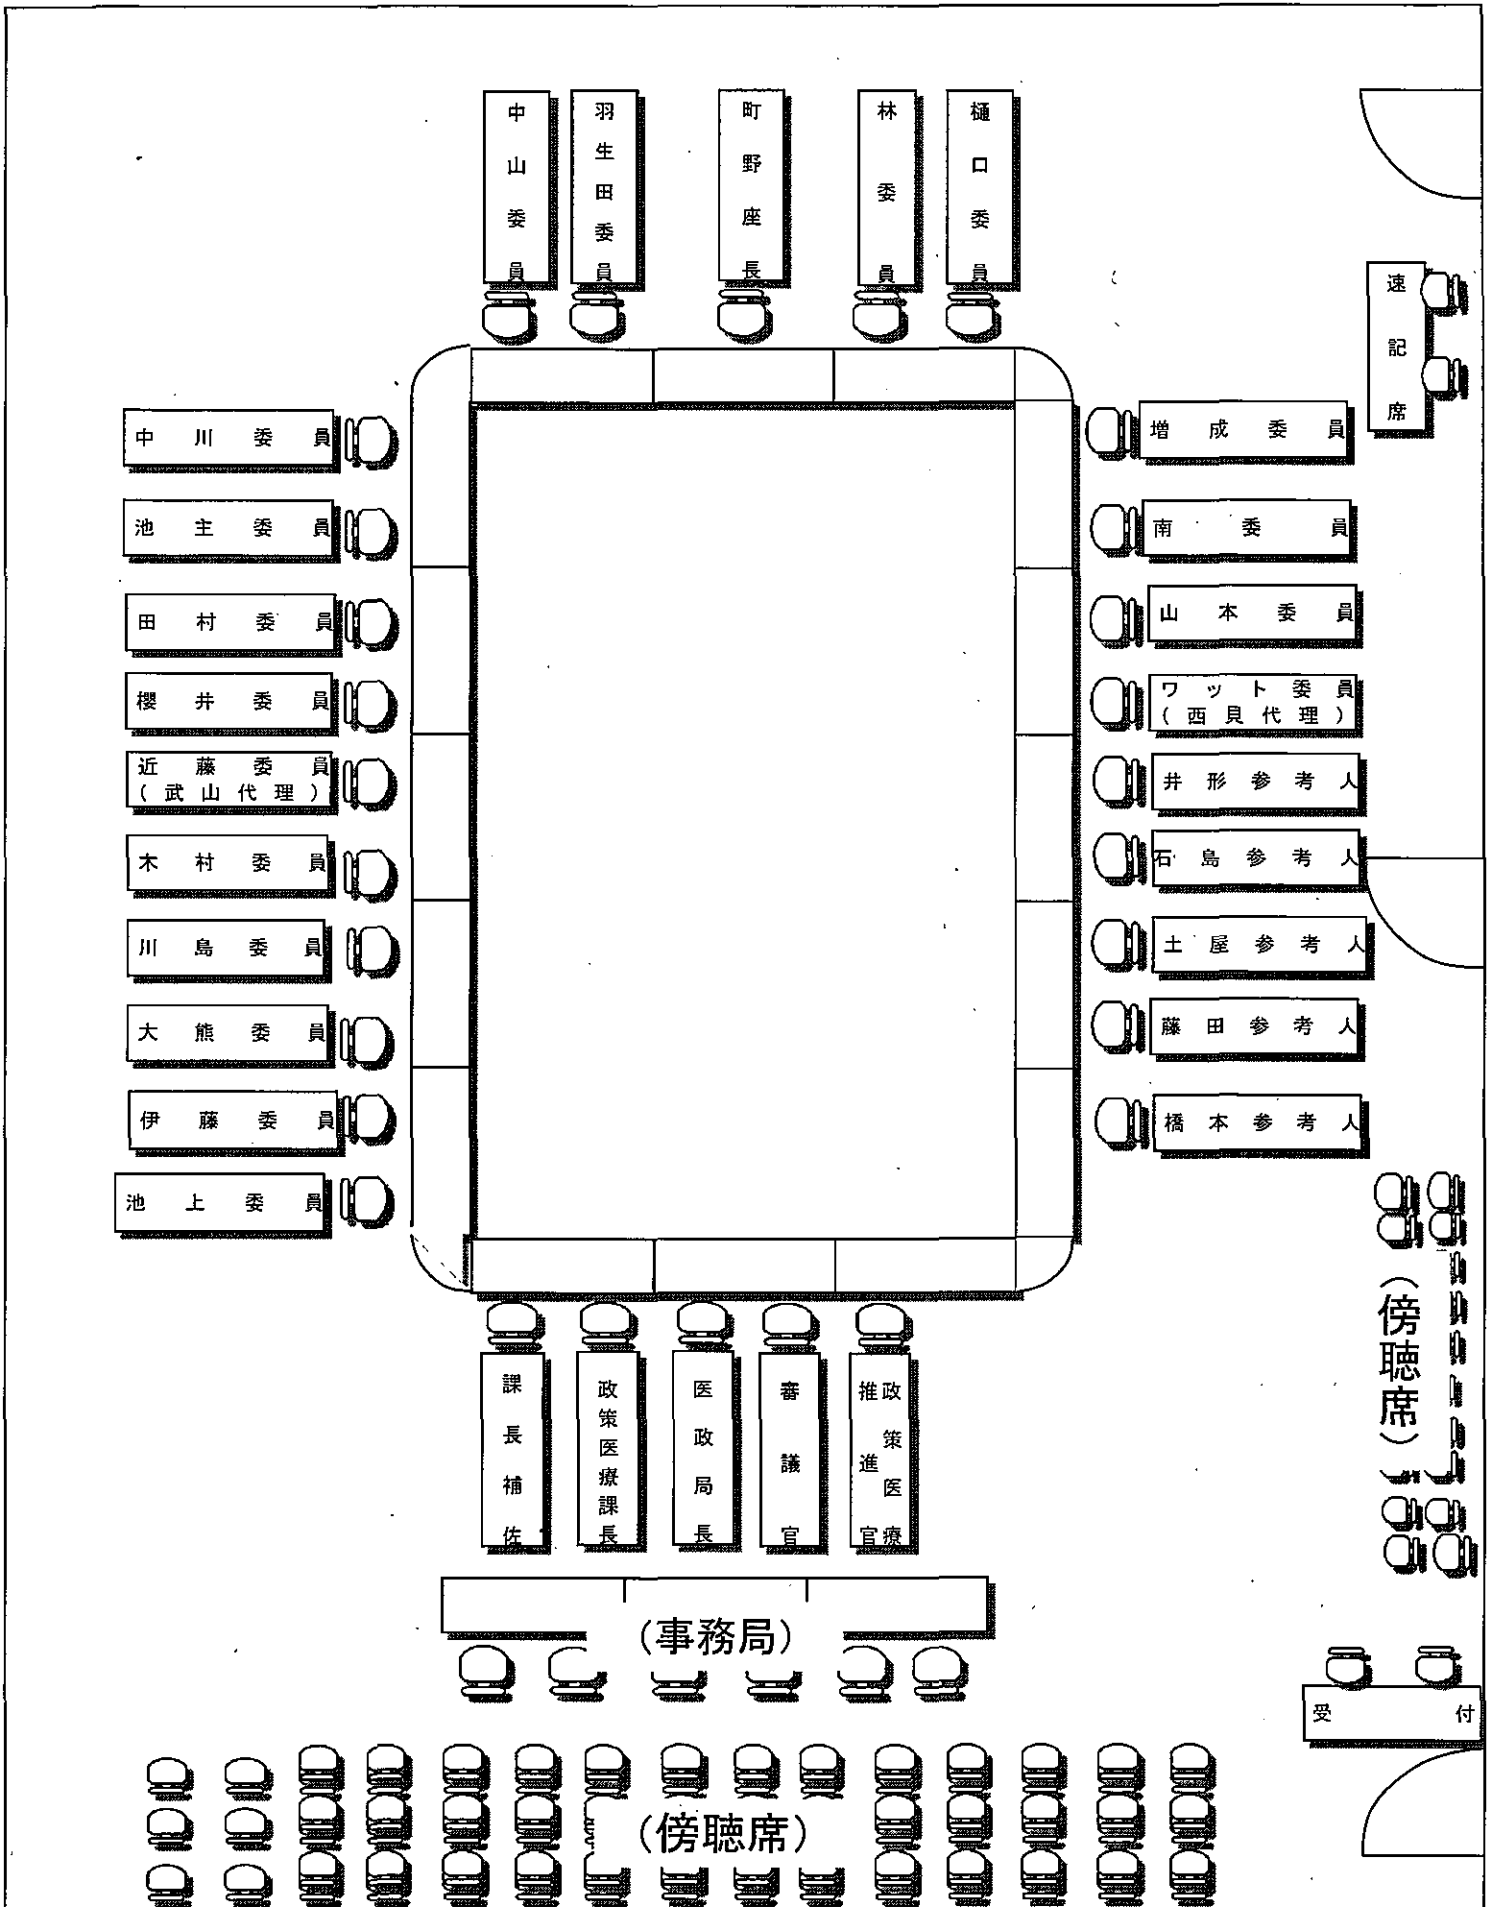 中山委員
羽生田委員
町野座長
林委員
樋口委員
速記席
中川委員
池主委員
田村委員
櫻井委員
近藤委員
(武山代理)
木村委員
川島委員
大熊委員
伊藤委員
池上委員
増成委員
南委員
山本委員
ワット委員
(西貝代理)
井形参考人
石島参考人
土屋参考人
藤田参考人
橋本参考人
(傍聴席)
課長補佐
政策医療課長
医政局長
審議官
政策医療
推進官
(事務局)
受付
(傍聴席)